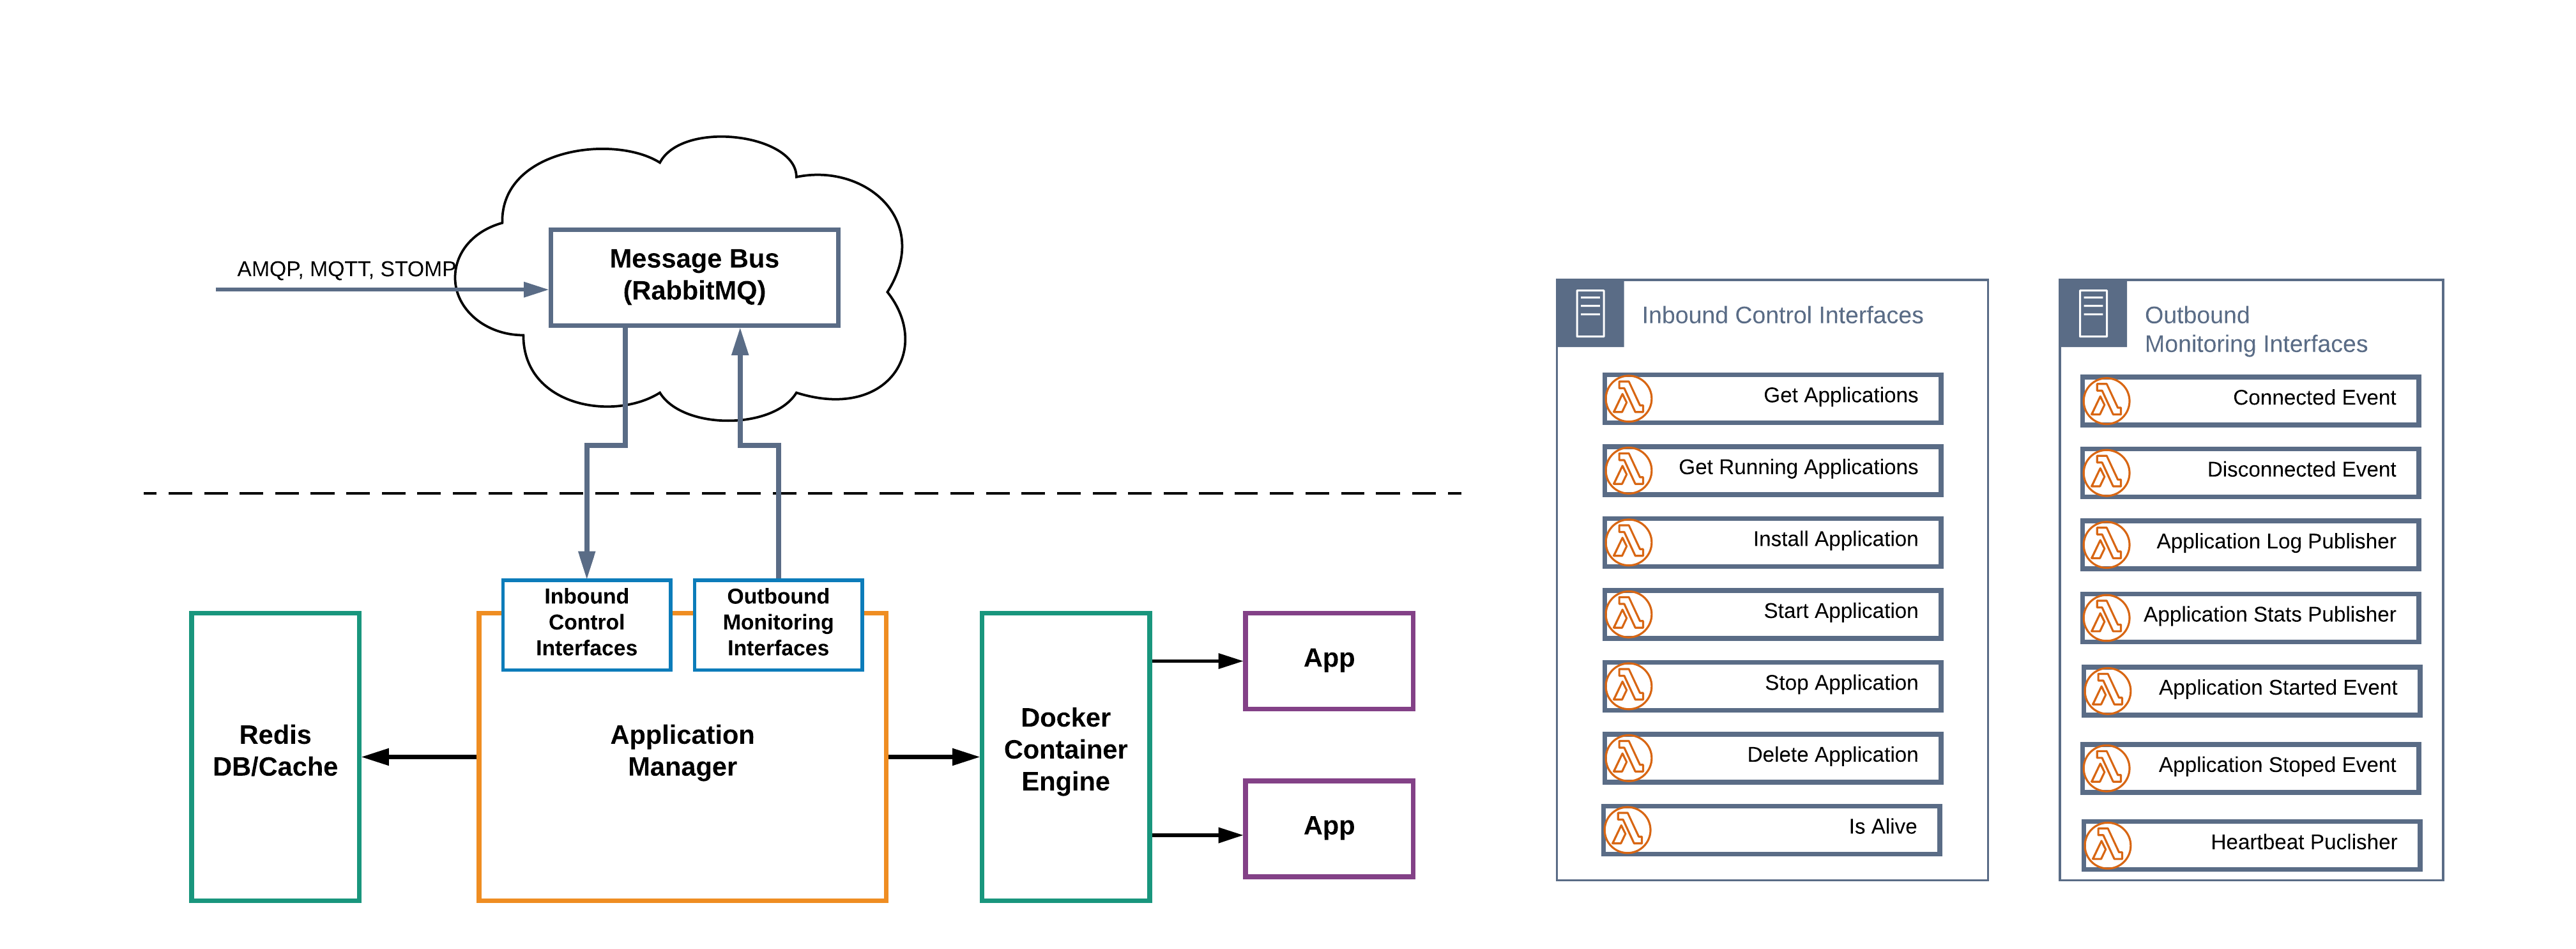 AMQP, MQTT, STOMP
Message Bus
(RabbitMQ)
Inbound
Control
Interfaces
Outbound
Monitoring
Interfaces
Redis
DB/Cache
Application
Manager
Docker
Container
Engine
App
App
Inbound Control Interfaces
Get Applications
Get Running Applications
Install Application
Start Application
Stop Application
Delete Application
Is Alive
Outbound
Monitoring Interfaces
Connected Event
Disconnected Event
Application Log Publisher
Application Stats Publisher
Application Started Event
Application Stoped Event
Heartbeat Puclisher